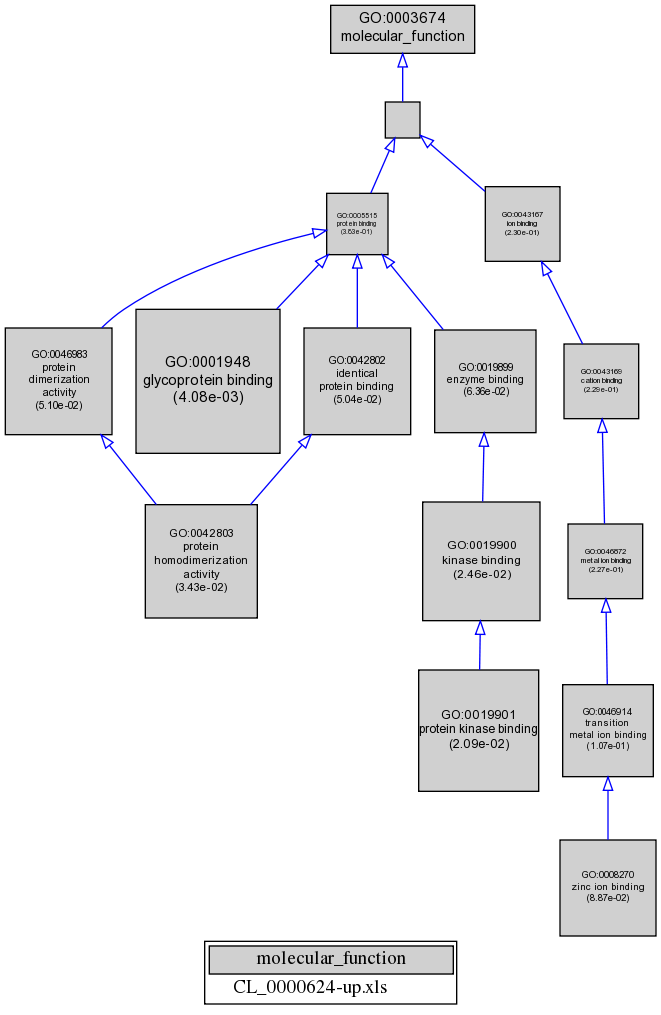 GO:0003674
molecular_function
GO:0005515
protein binding
(3.63e-01)
GO:0043167
ion binding
(2.30e-01)
GO:0046983
protein
dimerization
activity
(5.10e-02)
GO:0001948
glycoprotein binding
(4.08e-03)
GO:0042802
identical
protein binding
(5.04e-02)
GO:0019899
enzyme binding
(6.36e-02)
GO:0043169
cation binding
(2.29e-01)
GO:0042803
protein
homodimerization
activity
(3.43e-02)
GO:0019900
kinase binding
(2.46e-02)
GO:0046872
metal ion binding
(2.27e-01)
GO:0019901
protein kinase binding
(2.09e-02)
GO:0046914
transition
metal ion binding
(1.07e-01)
GO:0008270
zinc ion binding
(8.87e-02)
molecular_function
CL_0000624-up.xls